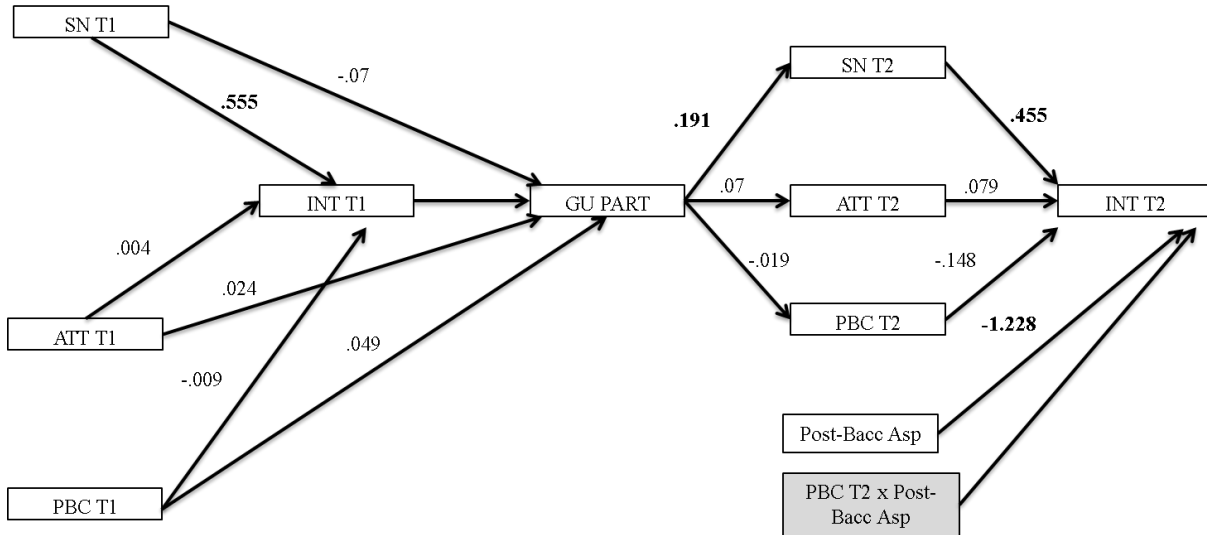 SN T1
-.07
SN T2
.555
.191
.455
INT T1
GU PART
.07
ATT T2
.079
INT T2
.004
.024
-.019
-.148
ATT T1
.049
PBC T2
-1.228
-.009
Post-Bacc Asp
PBC T1
PBC T2 x Post-
Bacc Asp